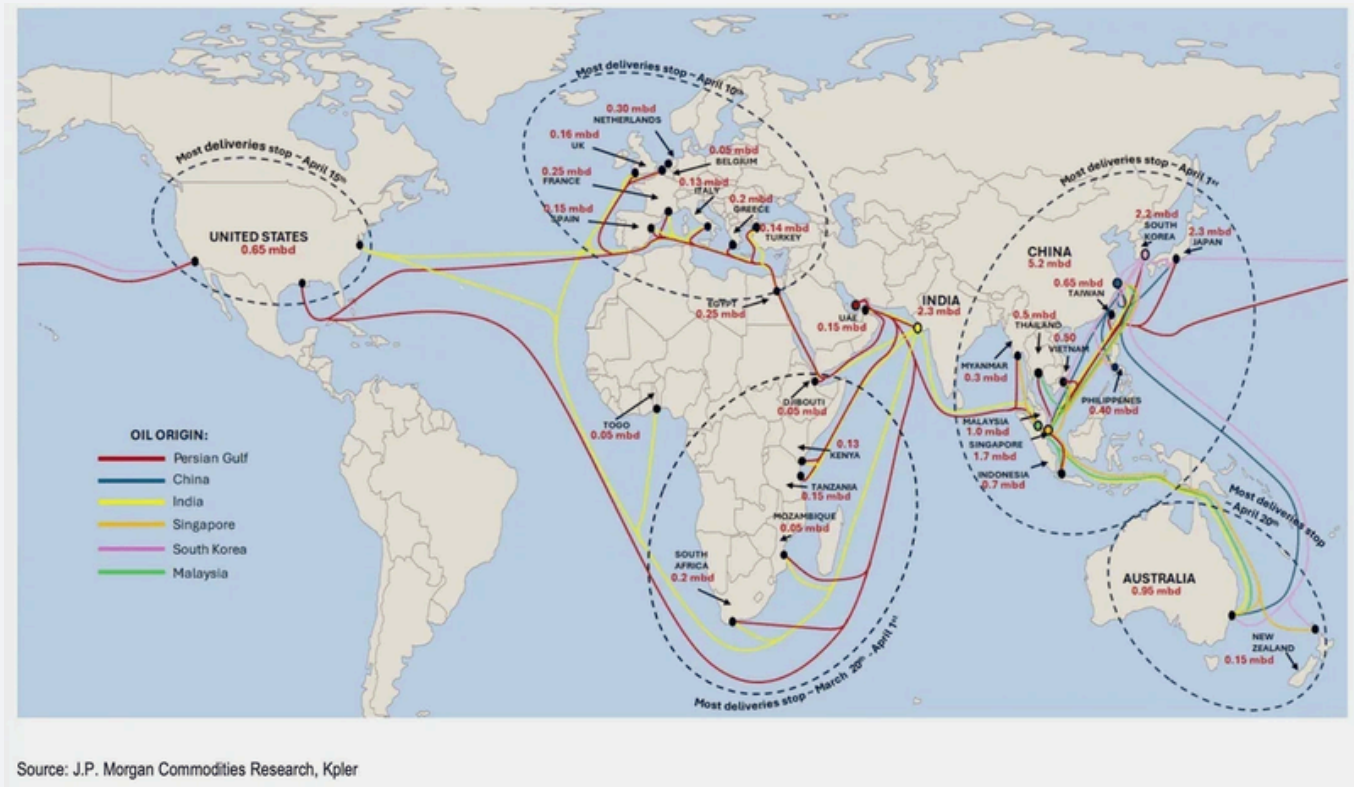 Most deliveries stop – April 10th
0.30 mbd
NETHERLANDS
0.16 mbd
UK
0.05 mbd
BELGIUM
0.25 mbd
FRANCE
0.13 mbd
ITALY
0.2 mbd
GREECE
0.15 mbd
SPAIN
0.14 mbd
TURKEY
Most deliveries stop – April 15th
UNITED STATES
0.65 mbd
Most deliveries stop – April 1st
2.2 mbd
SOUTH
KOREA
2.3 mbd
JAPAN
CHINA
5.2 mbd
0.65 mbd
TAIWAN
EGYPT
0.25 mbd
UAE
0.15 mbd
INDIA
2.3 mbd
0.5 mbd
THAILAND
0.50
VIETNAM
MYANMAR
0.3 mbd
PHILIPPENES
0.40 mbd
DJIBOUTI
0.05 mbd
TOGO
0.05 mbd
MALAYSIA
1.0 mbd
SINGAPORE
1.7 mbd
INDONESIA
0.7 mbd
0.13
KENYA
TANZANIA
0.15 mbd
MOZAMBIQUE
0.05 mbd
SOUTH
AFRICA
0.2 mbd
Most deliveries stop – March 20th - April 1st
Most deliveries stop
– April 20th
AUSTRALIA
0.95 mbd
NEW
ZEALAND
0.15 mbd
OIL ORIGIN:
Persian Gulf
China
India
Singapore
South Korea
Malaysia
Source: J.P. Morgan Commodities Research, Kpler